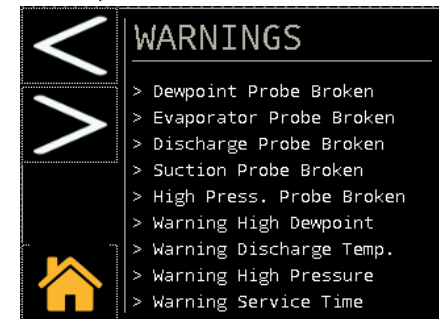 WARNINGS
> Dewpoint Probe Broken
> Evaporator Probe Broken
> Discharge Probe Broken
> Suction Probe Broken
> High Press. Probe Broken
> Warning High Dewpoint
> Warning Discharge Temp.
> Warning High Pressure
> Warning Service Time